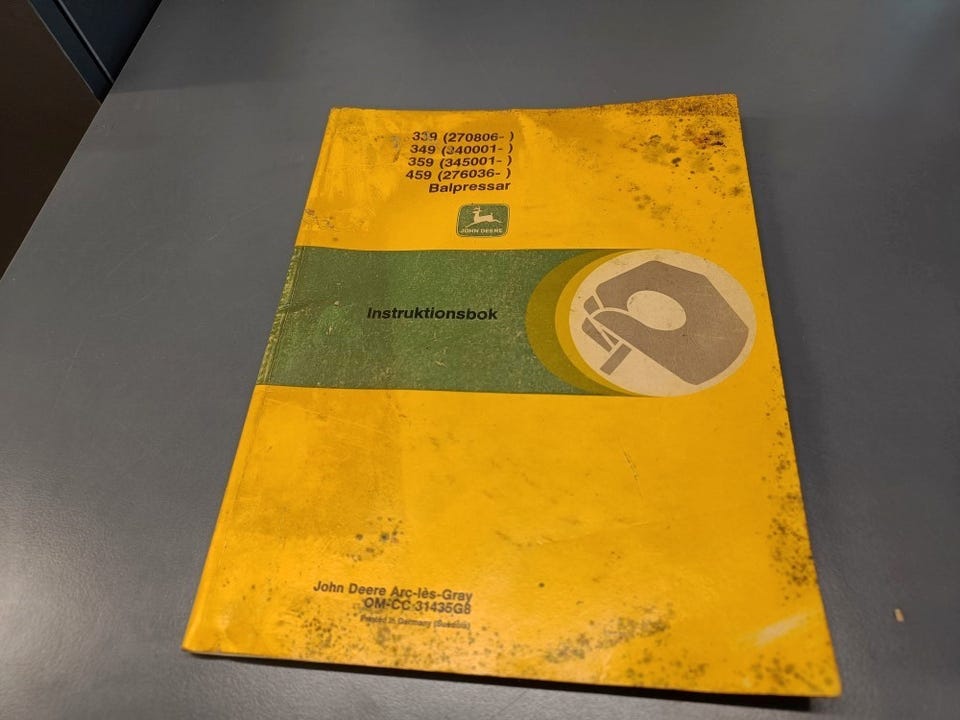 339 (270806- )
349 (340001- )
359 (345001- )
459 (276036- )
Balpressar
JOHN DEERE
Instruktionsbok
John Deere Arc-lès-Gray
OM-CC 31435G8
Printed in Germany (Swedish)